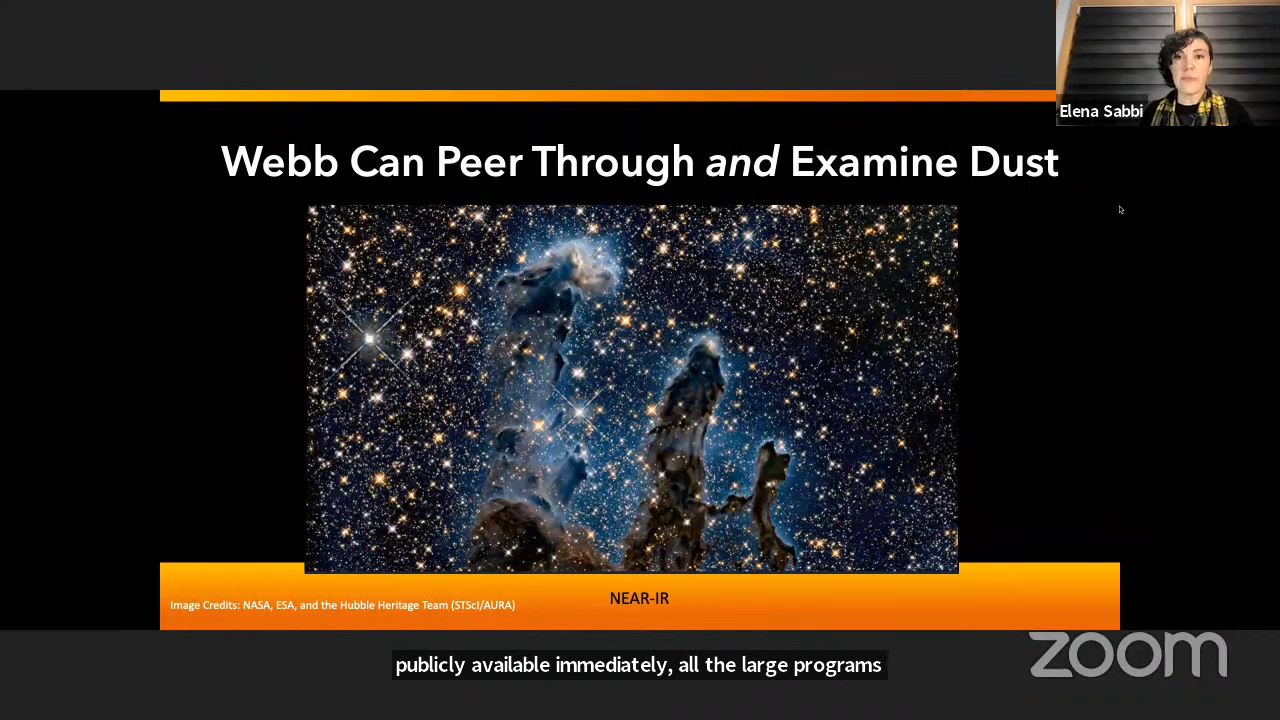 Elena Sabbi
Webb Can Peer Through and Examine Dust
NEAR-IR
Image Credits: NASA, ESA, and the Hubble Heritage Team (STScI/AURA)
publicly available immediately, all the large programs
zoom